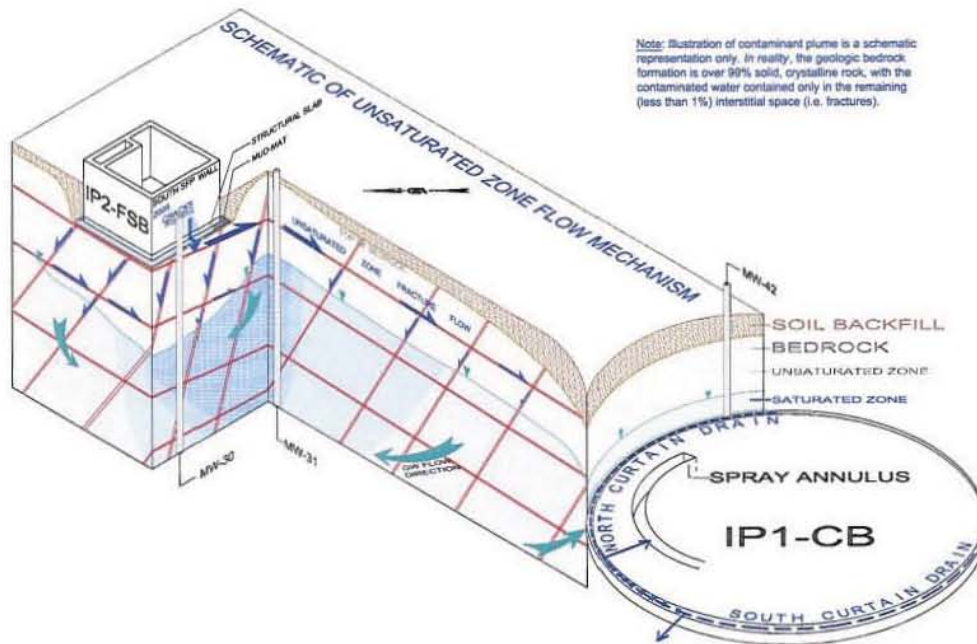 SCHEMATIC OF UNSATURATED ZONE FLOW MECHANISM
Note: Illustration of contaminant plume is a schematic
representation only. In reality, the geologic bedrock
formation is over 99% solid, crystalline rock, with the
contaminated water contained only in the remaining
(less than 1%) interstitial space (i.e. fractures).
STRUCTURAL SLAB
MUD-MAT
SOUTH SFP WALL
IP2-FSB
UNSATURATED ZONE FRACTURE FLOW
MW-42
SOIL BACKFILL
BEDROCK
UNSATURATED ZONE
SATURATED ZONE
MW-30
MW-31
GW FLOW
DIRECTION
NORTH CURTAIN DRAIN
SPRAY ANNULUS
IP1-CB
SOUTH CURTAIN DRAIN